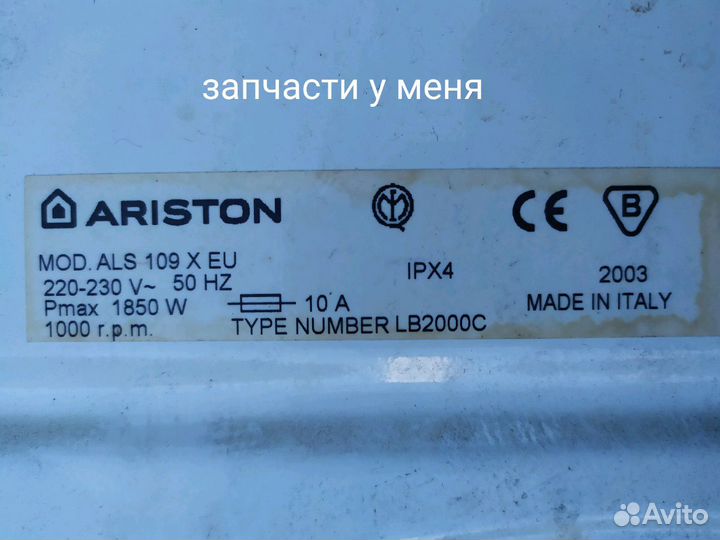 запчасти у меня
ARISTON
MOD. ALS 109 X EU
220-230 V~ 50 HZ
Pmax 1850 W
1000 r.p.m.
10 A
TYPE NUMBER LB2000C
IPX4
CE
B
2003
MADE IN ITALY
Avito